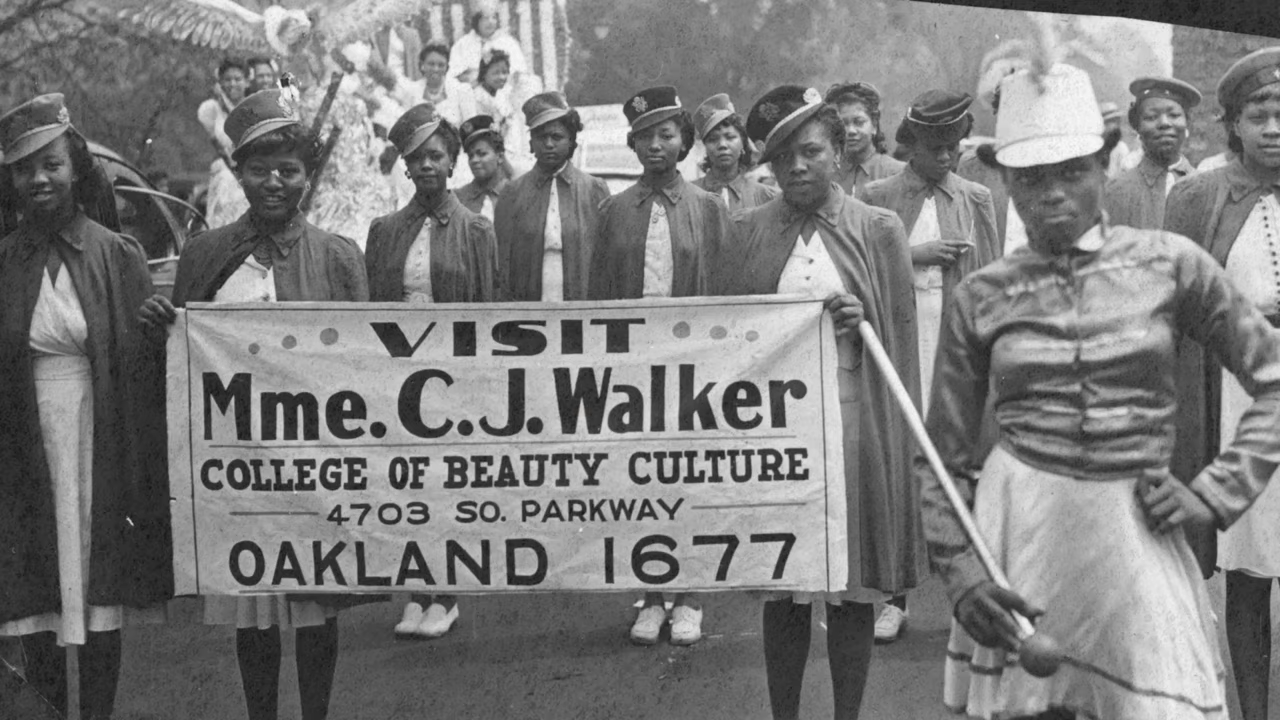 VISIT
Mme. C.J. Walker
COLLEGE OF BEAUTY CULTURE
4703 SO. PARKWAY
OAKLAND 1677